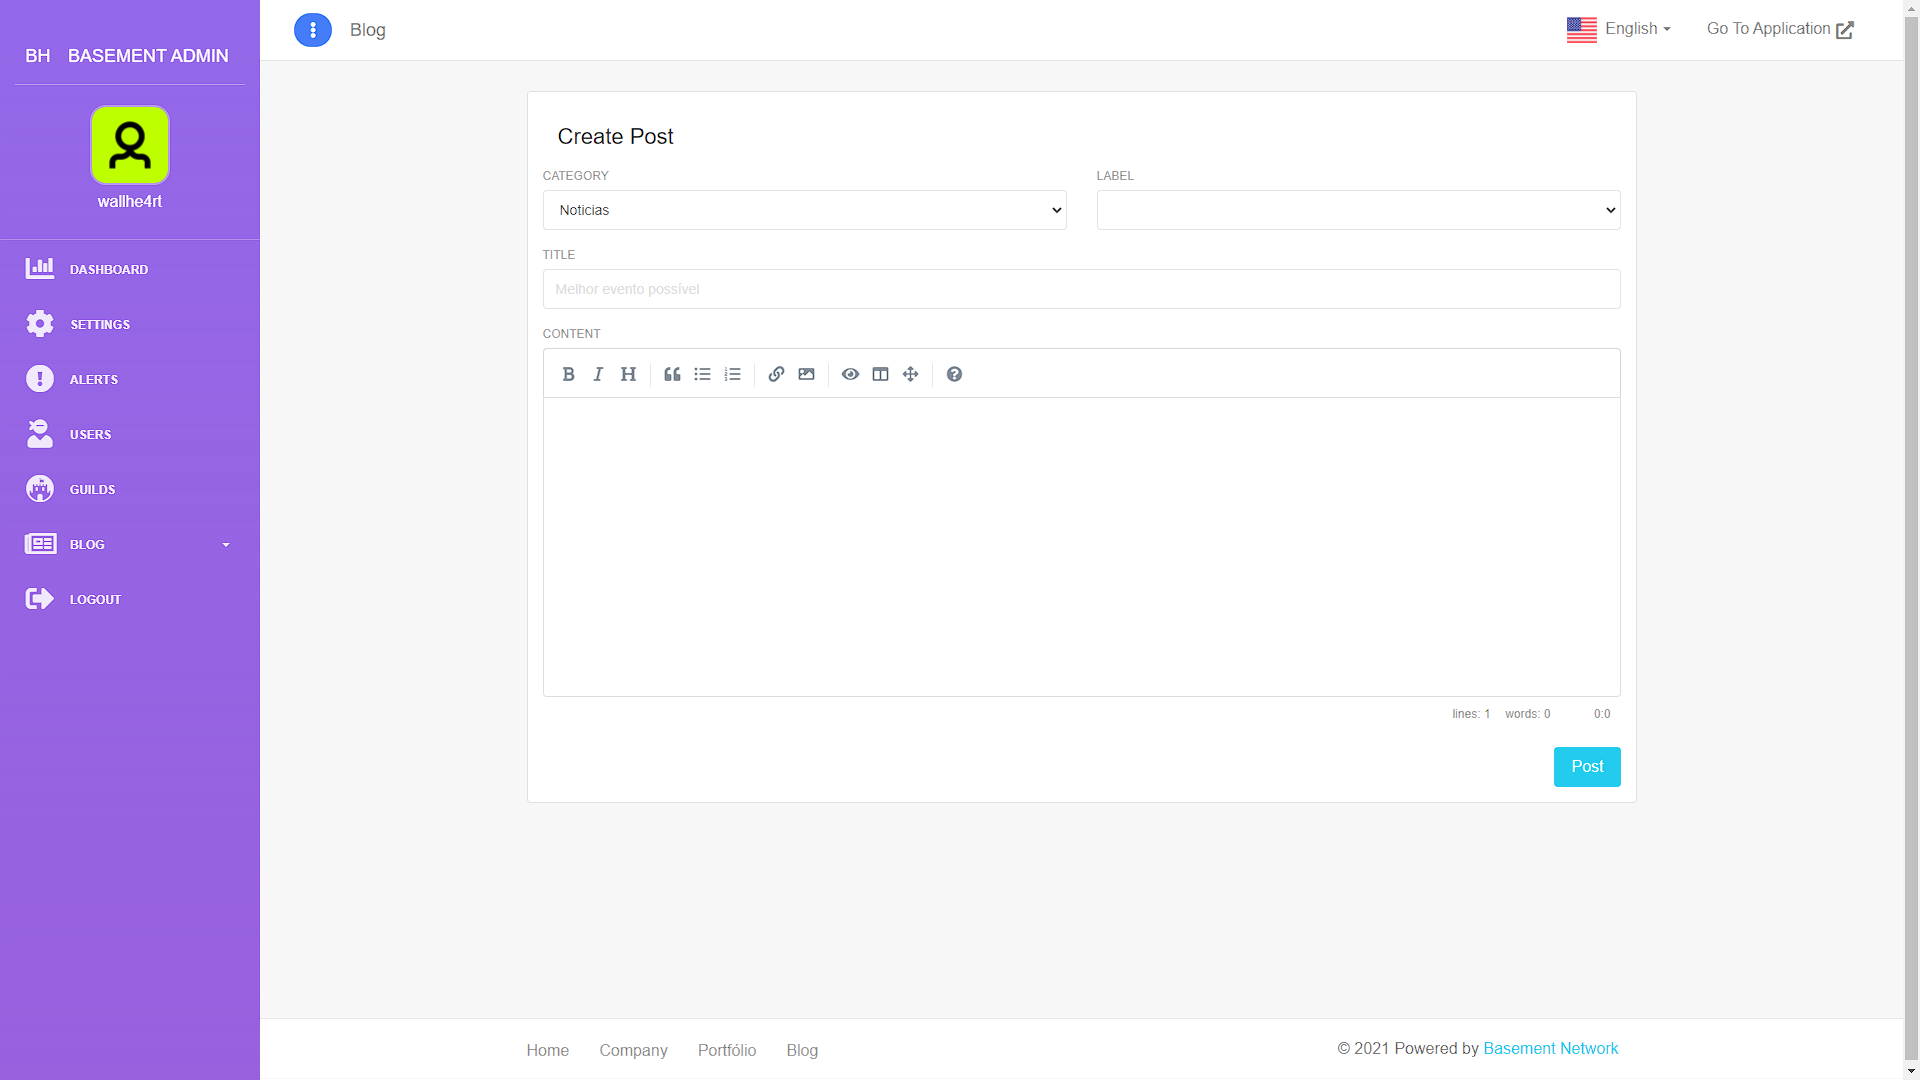 BH BASEMENT ADMIN
wallhe4rt
DASHBOARD
SETTINGS
ALERTS
USERS
GUILDS
BLOG
LOGOUT
Blog
English
Go To Application
Create Post
CATEGORY
LABEL
Noticias
TITLE
Melhor evento possível
CONTENT
B I H
lines: 1 words: 0 0:0
Post
Home Company Portfólio Blog
© 2021 Powered by Basement Network